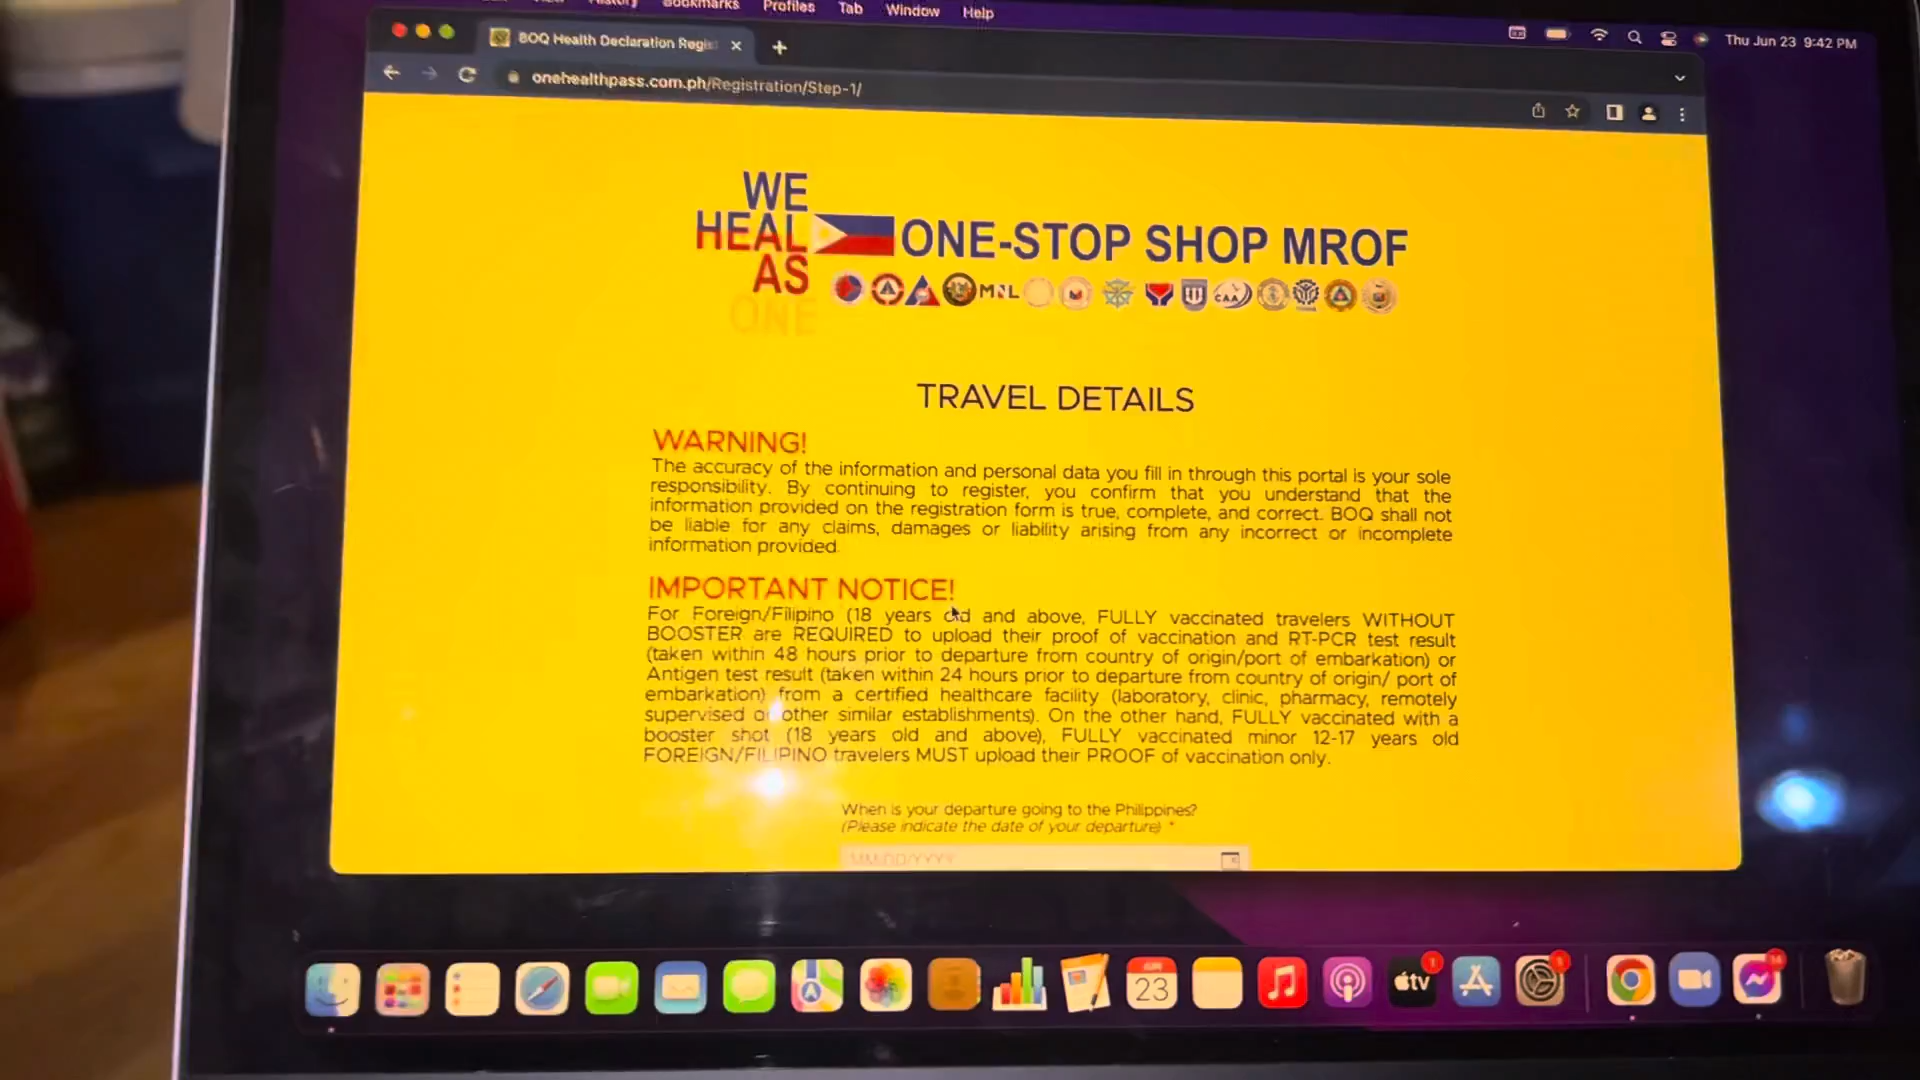 History Bookmarks Profiles Tab Window Help
Thu Jun 23 9:42 PM
BOQ Health Declaration Regis
onehealthpass.com.ph/Registration/Step-1/
WE
HEAL
AS
ONE
ONE-STOP SHOP MROF
MNL
CAA
TRAVEL DETAILS
WARNING!
The accuracy of the information and personal data you fill in through this portal is your sole
responsibility. By continuing to register, you confirm that you understand that the
information provided on the registration form is true, complete, and correct. BOQ shall not
be liable for any claims, damages or liability arising from any incorrect or incomplete
information provided.
IMPORTANT NOTICE!
For Foreign/Filipino (18 years old and above, FULLY vaccinated travelers WITHOUT
BOOSTER are REQUIRED to upload their proof of vaccination and RT-PCR test result
(taken within 48 hours prior to departure from country of origin/port of embarkation) or
Antigen test result (taken within 24 hours prior to departure from country of origin/ port of
embarkation) from a certified healthcare facility (laboratory, clinic, pharmacy, remotely
supervised or other similar establishments). On the other hand, FULLY vaccinated with a
booster shot (18 years old and above), FULLY vaccinated minor 12-17 years old
FOREIGN/FILIPINO travelers MUST upload their PROOF of vaccination only.
When is your departure going to the Philippines?
(Please indicate the date of your departure) *
MM/DD/YYYY
JUN
23
tv
1
14